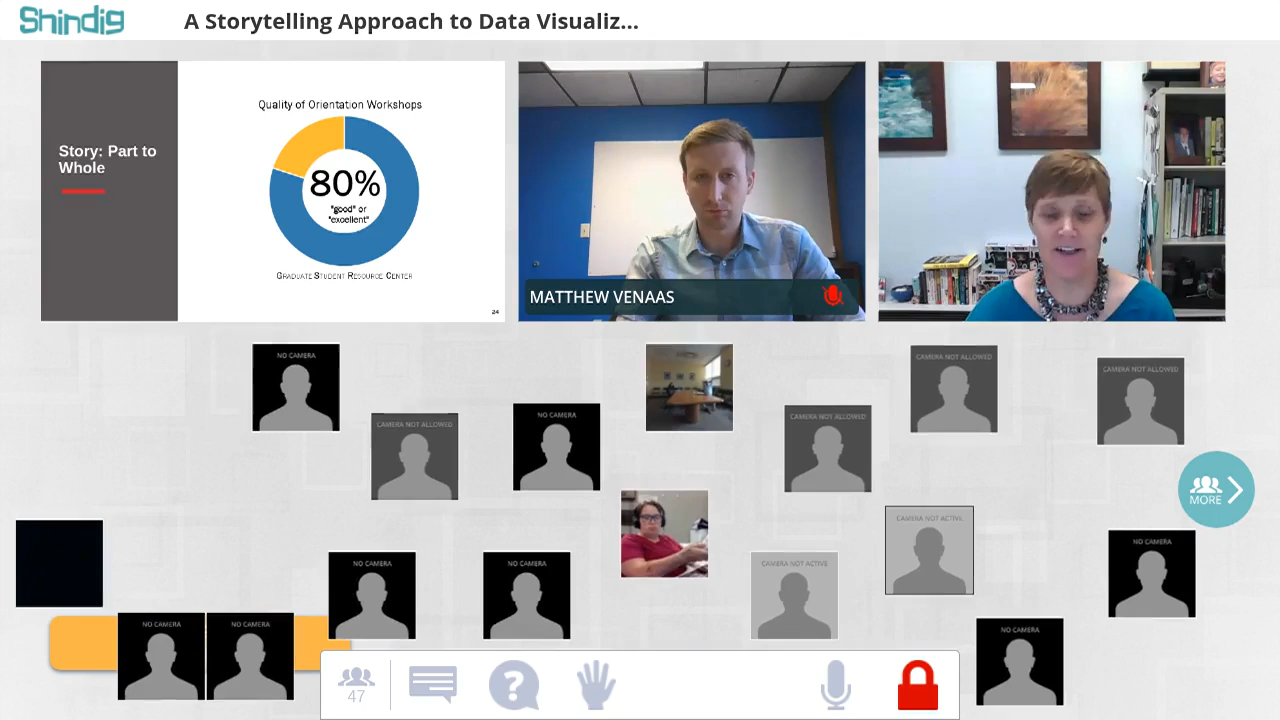 Shindig
A Storytelling Approach to Data Visualiz...
Story: Part to
Whole
Quality of Orientation Workshops
80%
"good" or
"excellent"
GRADUATE STUDENT RESOURCE CENTER
24
MATTHEW VENAAS
NO CAMERA
CAMERA NOT ALLOWED
CAMERA NOT ALLOWED
CAMERA NOT ALLOWED
NO CAMERA
CAMERA NOT ALLOWED
MORE
CAMERA NOT ACTIVE
NO CAMERA
NO CAMERA
NO CAMERA
CAMERA NOT ACTIVE
NO CAMERA
NO CAMERA
NO CAMERA
47
?